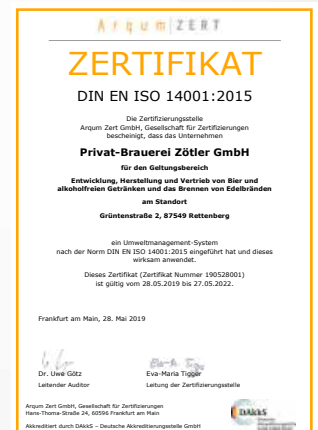 Arqum ZERT
ZERTIFIKAT
DIN EN ISO 14001:2015
Die Zertifizierungsstelle
Arqum Zert GmbH, Gesellschaft für Zertifizierungen
bescheinigt, dass das Unternehmen
Privat-Brauerei Zötler GmbH
für den Geltungsbereich
Entwicklung, Herstellung und Vertrieb von Bier und
alkoholfreien Getränken und das Brennen von Edelbränden
am Standort
Grüntenstraße 2, 87549 Rettenberg
ein Umweltmanagement-System
nach der Norm DIN EN ISO 14001:2015 eingeführt hat und dieses
wirksam anwendet.
Dieses Zertifikat (Zertifikat Nummer 190528001)
ist gültig vom 28.05.2019 bis 27.05.2022.
Frankfurt am Main, 28. Mai 2019
Dr. Uwe Götz Eva-Maria Tigger
Leitender Auditor Leitung der Zertifizierungsstelle
Arqum Zert GmbH, Gesellschaft für Zertifizierungen
Hans-Thoma-Straße 24, 60596 Frankfurt am Main
Akkreditiert durch DAkkS – Deutsche Akkreditierungsstelle GmbH
DAkkS